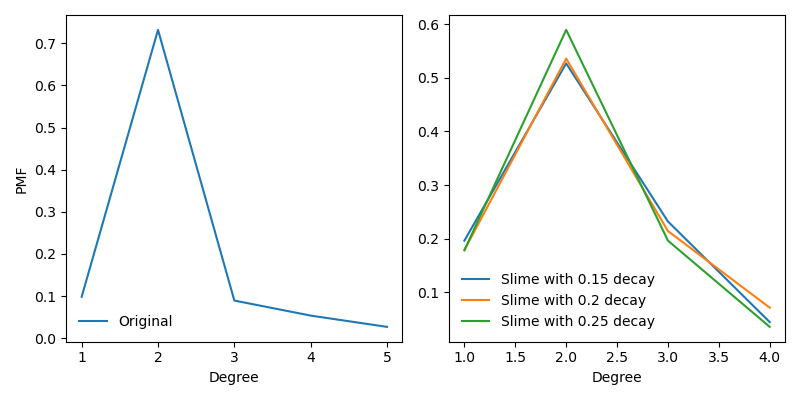 PMF
0.7
0.6
0.5
0.4
0.3
0.2
0.1
0.0
Original
1 2 3 4 5
Degree
0.6
0.5
0.4
0.3
0.2
0.1
Slime with 0.15 decay
Slime with 0.2 decay
Slime with 0.25 decay
1.0 1.5 2.0 2.5 3.0 3.5 4.0
Degree